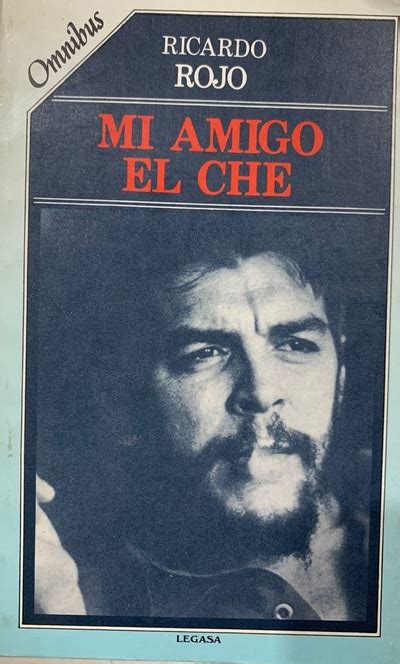 Omnibus
RICARDO
ROJO
MI AMIGO
EL CHE
LEGASA